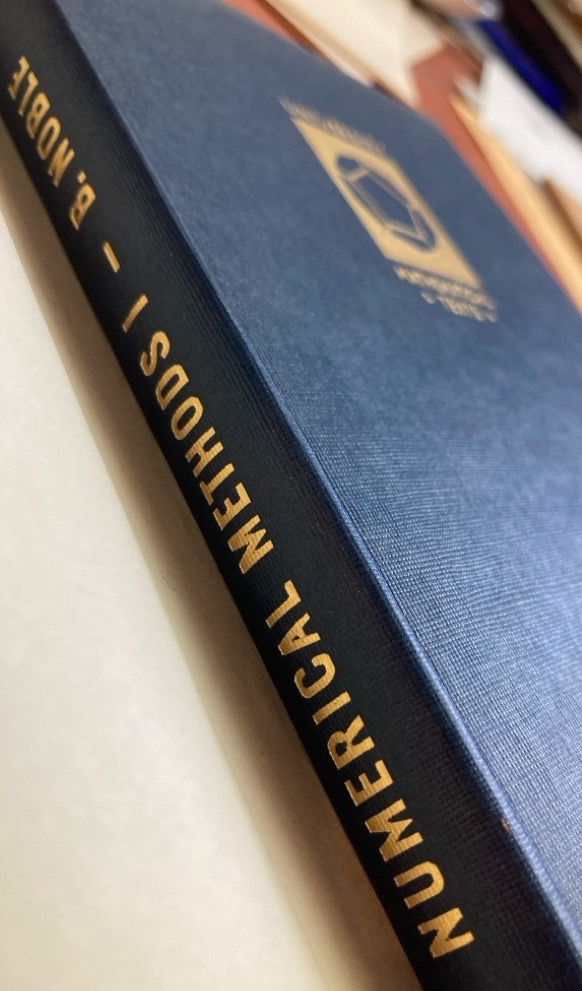 NUMERICAL METHODS I — B. NOBLE